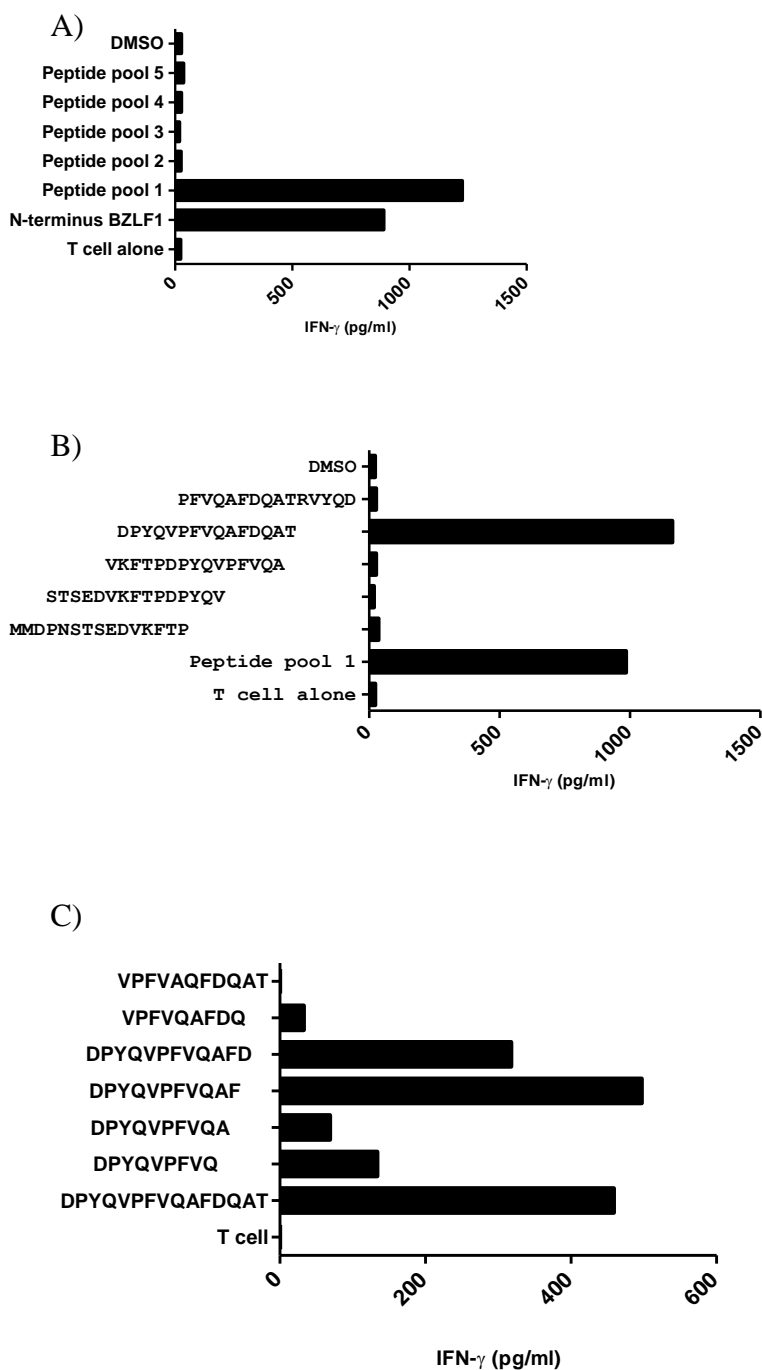 A)
DMSO
Peptide pool 5
Peptide pool 4
Peptide pool 3
Peptide pool 2
Peptide pool 1
N-terminus BZLF1
T cell alone
0
500
1000
1500
IFN-γ (pg/ml)
B)
DMSO
PFVQAFDQATRVYQD
DPYQVPFVQAFDQAT
VKFTPDPYQVPFVQA
STSEDVKFTPDPYQV
MMDPNSTSEDVKFTP
Peptide pool 1
T cell alone
0
500
1000
1500
IFN-γ (pg/ml)
C)
VPFVAQFDQAT
VPFVQAFDQ
DPYQVPFVQAFD
DPYQVPFVQAF
DPYQVPFVQA
DPYQVPFVQ
DPYQVPFVQAFDQAT
T cell
0
200
400
600
IFN-γ (pg/ml)